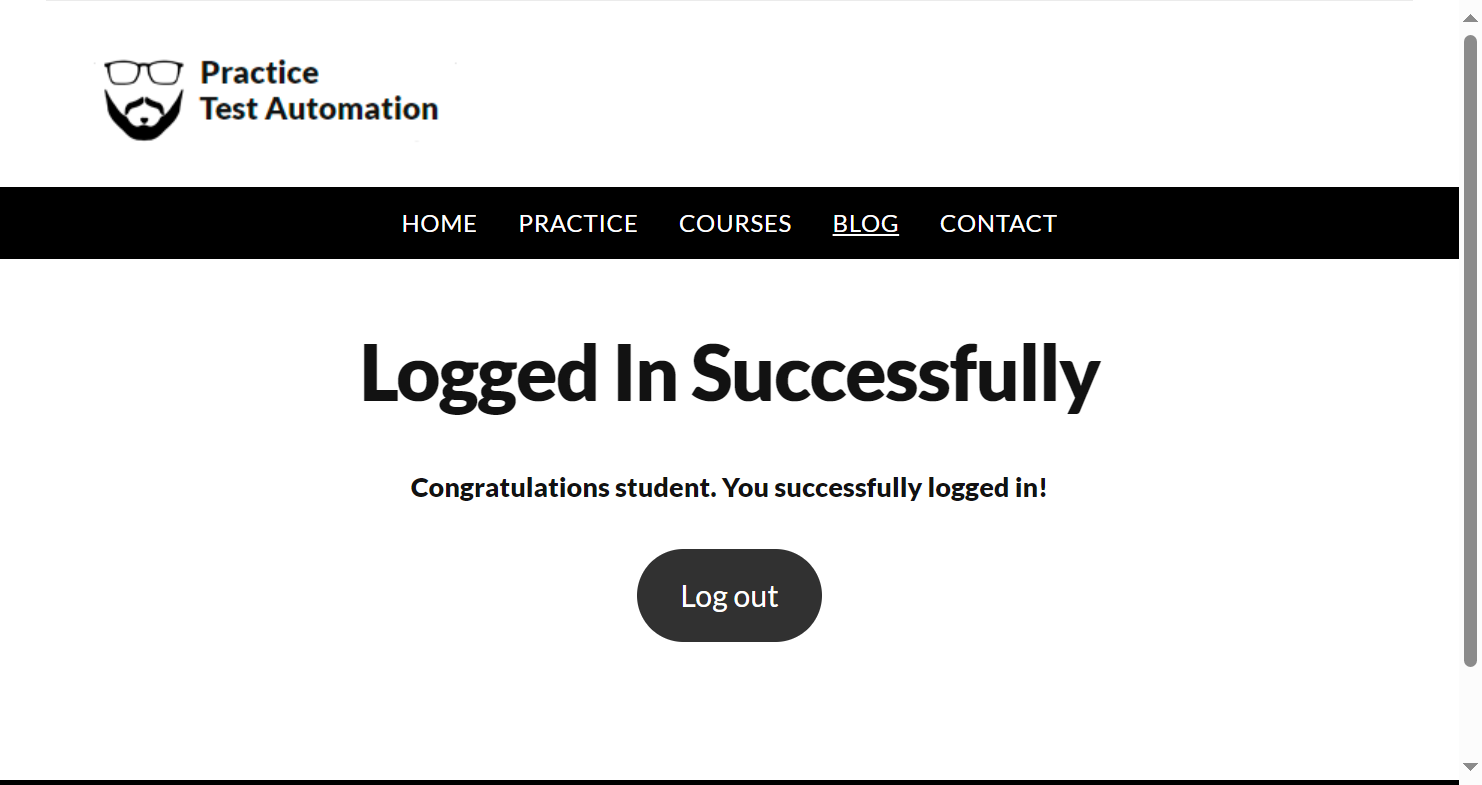 Practice
Test Automation
HOME PRACTICE COURSES BLOG CONTACT
Logged In Successfully
Congratulations student. You successfully logged in!
Log out